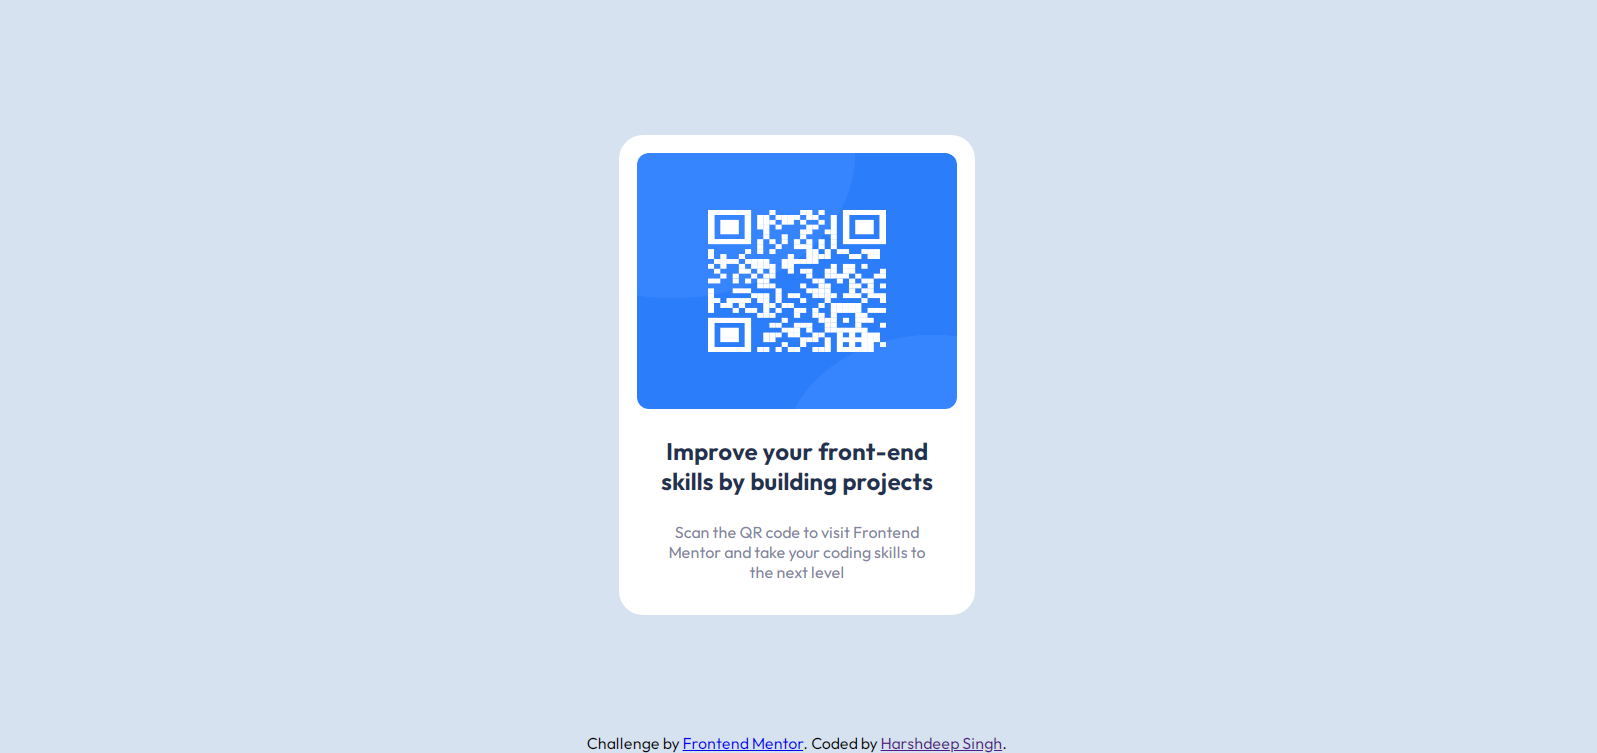 Improve your front-end
skills by building projects
Scan the QR code to visit Frontend
Mentor and take your coding skills to
the next level
Challenge by Frontend Mentor. Coded by Harshdeep Singh.